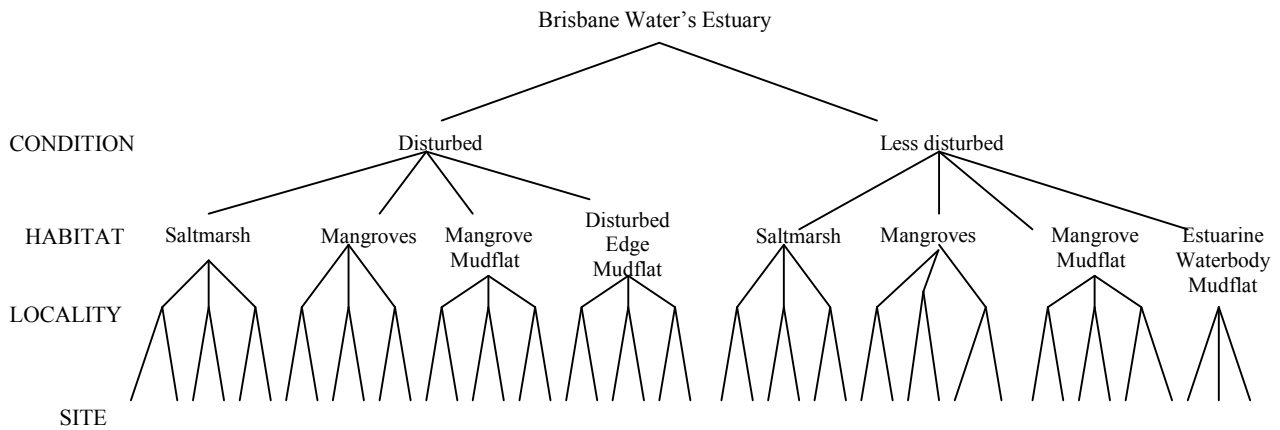 Brisbane Water's Estuary
CONDITION
Disturbed
Less disturbed
HABITAT
Saltmarsh
Mangroves
Mangrove
Mudflat
Disturbed
Edge
Mudflat
Saltmarsh
Mangroves
Mangrove
Mudflat
Estuarine
Waterbody
Mudflat
LOCALITY
SITE